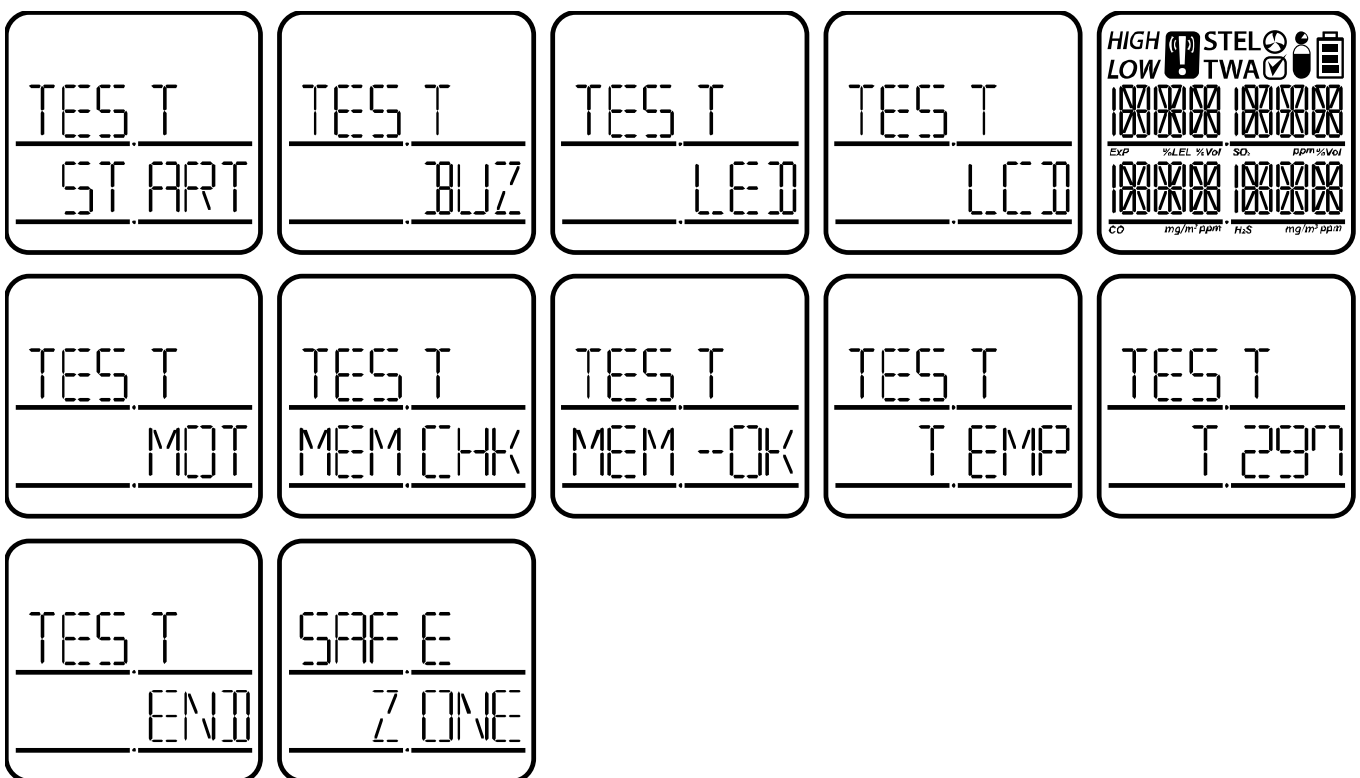 TEST
START
TEST
BUZ
TEST
LED
TEST
LCD
HIGH STEL
LOW TWA
ExP %LEL %Vol SO₂ ppm %Vol
CO mg/m³ ppm H₂S mg/m³ ppm
TEST
MOT
TEST
MEM CHK
TEST
MEM -OK
TEST
TEMP
TEST
T 297
TEST
END
SAFE
ZONE